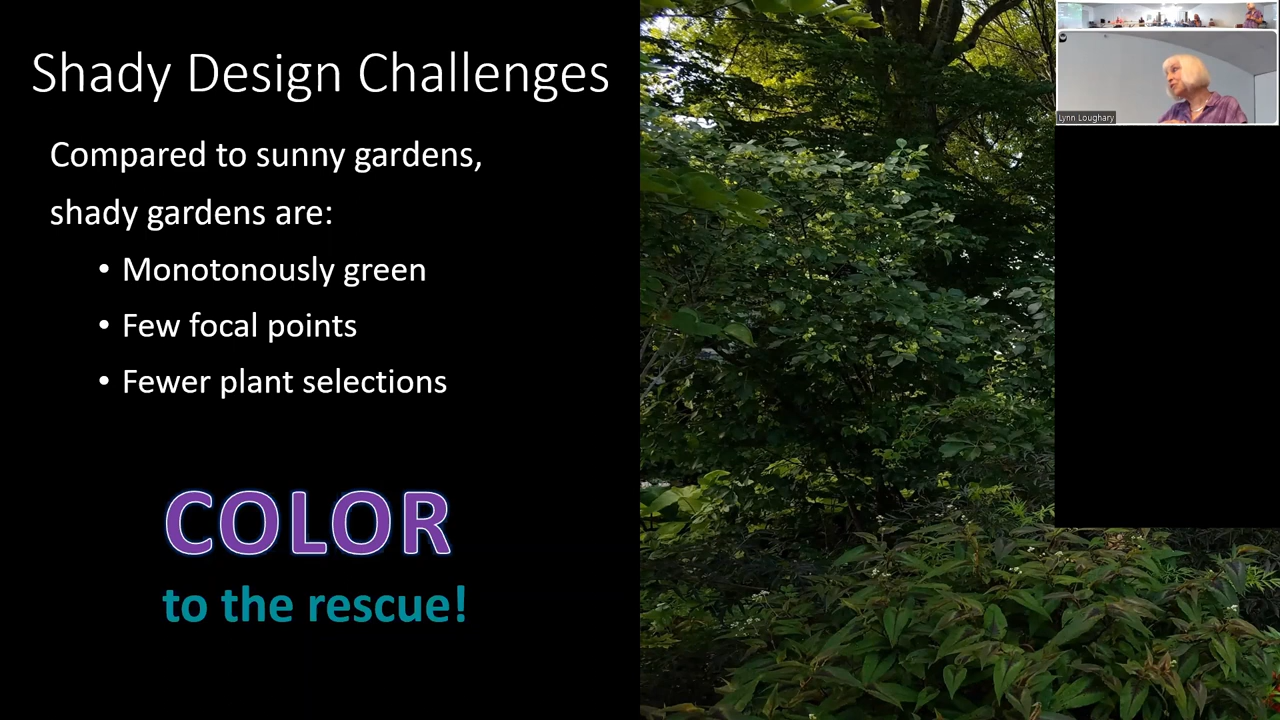 Shady Design Challenges
Compared to sunny gardens,
shady gardens are:
• Monotonously green
• Few focal points
• Fewer plant selections
COLOR
to the rescue!
Lynn Loughary